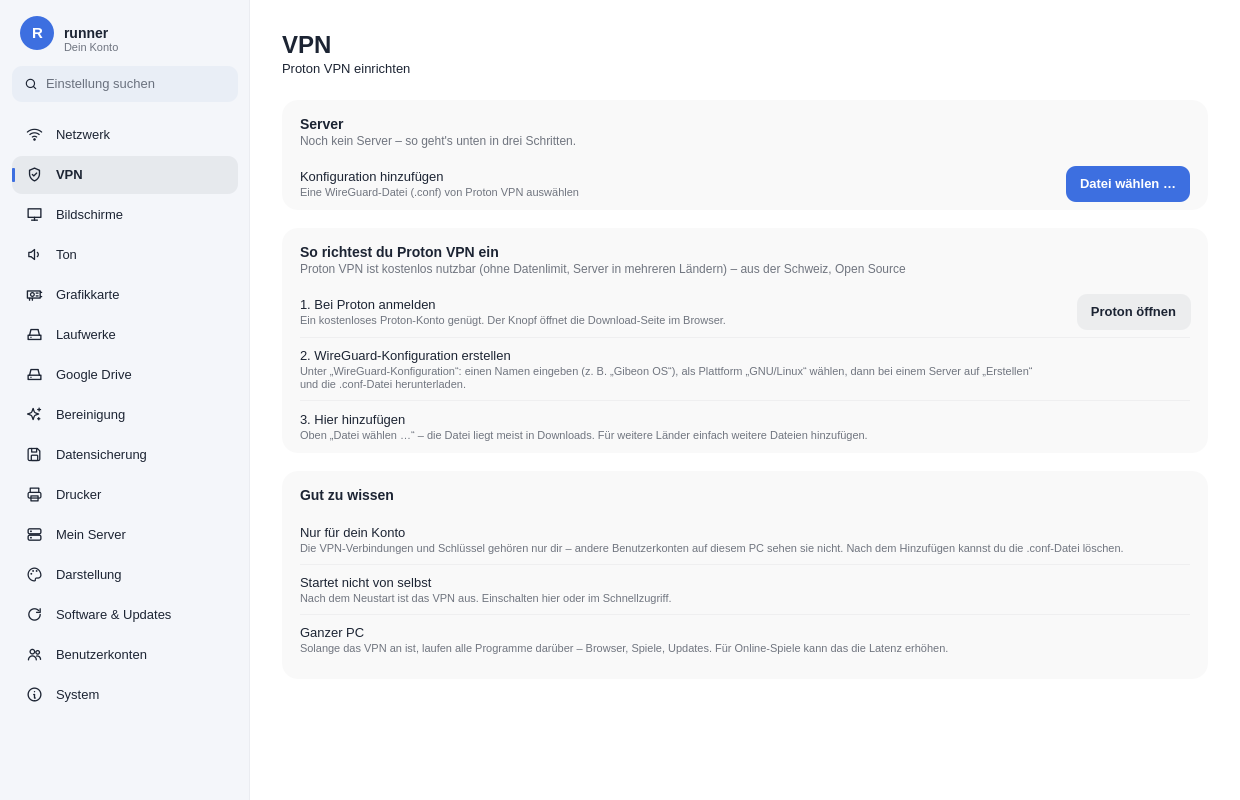 R
runner
Dein Konto
Einstellung suchen
Netzwerk
VPN
Bildschirme
Ton
Grafikkarte
Laufwerke
Google Drive
Bereinigung
Datensicherung
Drucker
Mein Server
Darstellung
Software & Updates
Benutzerkonten
System
VPN
Proton VPN einrichten
Server
Noch kein Server – so geht's unten in drei Schritten.
Konfiguration hinzufügen
Eine WireGuard-Datei (.conf) von Proton VPN auswählen
Datei wählen …
So richtest du Proton VPN ein
Proton VPN ist kostenlos nutzbar (ohne Datenlimit, Server in mehreren Ländern) – aus der Schweiz, Open Source
1. Bei Proton anmelden
Ein kostenloses Proton-Konto genügt. Der Knopf öffnet die Download-Seite im Browser.
Proton öffnen
2. WireGuard-Konfiguration erstellen
Unter „WireGuard-Konfiguration“: einen Namen eingeben (z. B. „Gibeon OS“), als Plattform „GNU/Linux“ wählen, dann bei einem Server auf „Erstellen“
und die .conf-Datei herunterladen.
3. Hier hinzufügen
Oben „Datei wählen …“ – die Datei liegt meist in Downloads. Für weitere Länder einfach weitere Dateien hinzufügen.
Gut zu wissen
Nur für dein Konto
Die VPN-Verbindungen und Schlüssel gehören nur dir – andere Benutzerkonten auf diesem PC sehen sie nicht. Nach dem Hinzufügen kannst du die .conf-Datei löschen.
Startet nicht von selbst
Nach dem Neustart ist das VPN aus. Einschalten hier oder im Schnellzugriff.
Ganzer PC
Solange das VPN an ist, laufen alle Programme darüber – Browser, Spiele, Updates. Für Online-Spiele kann das die Latenz erhöhen.